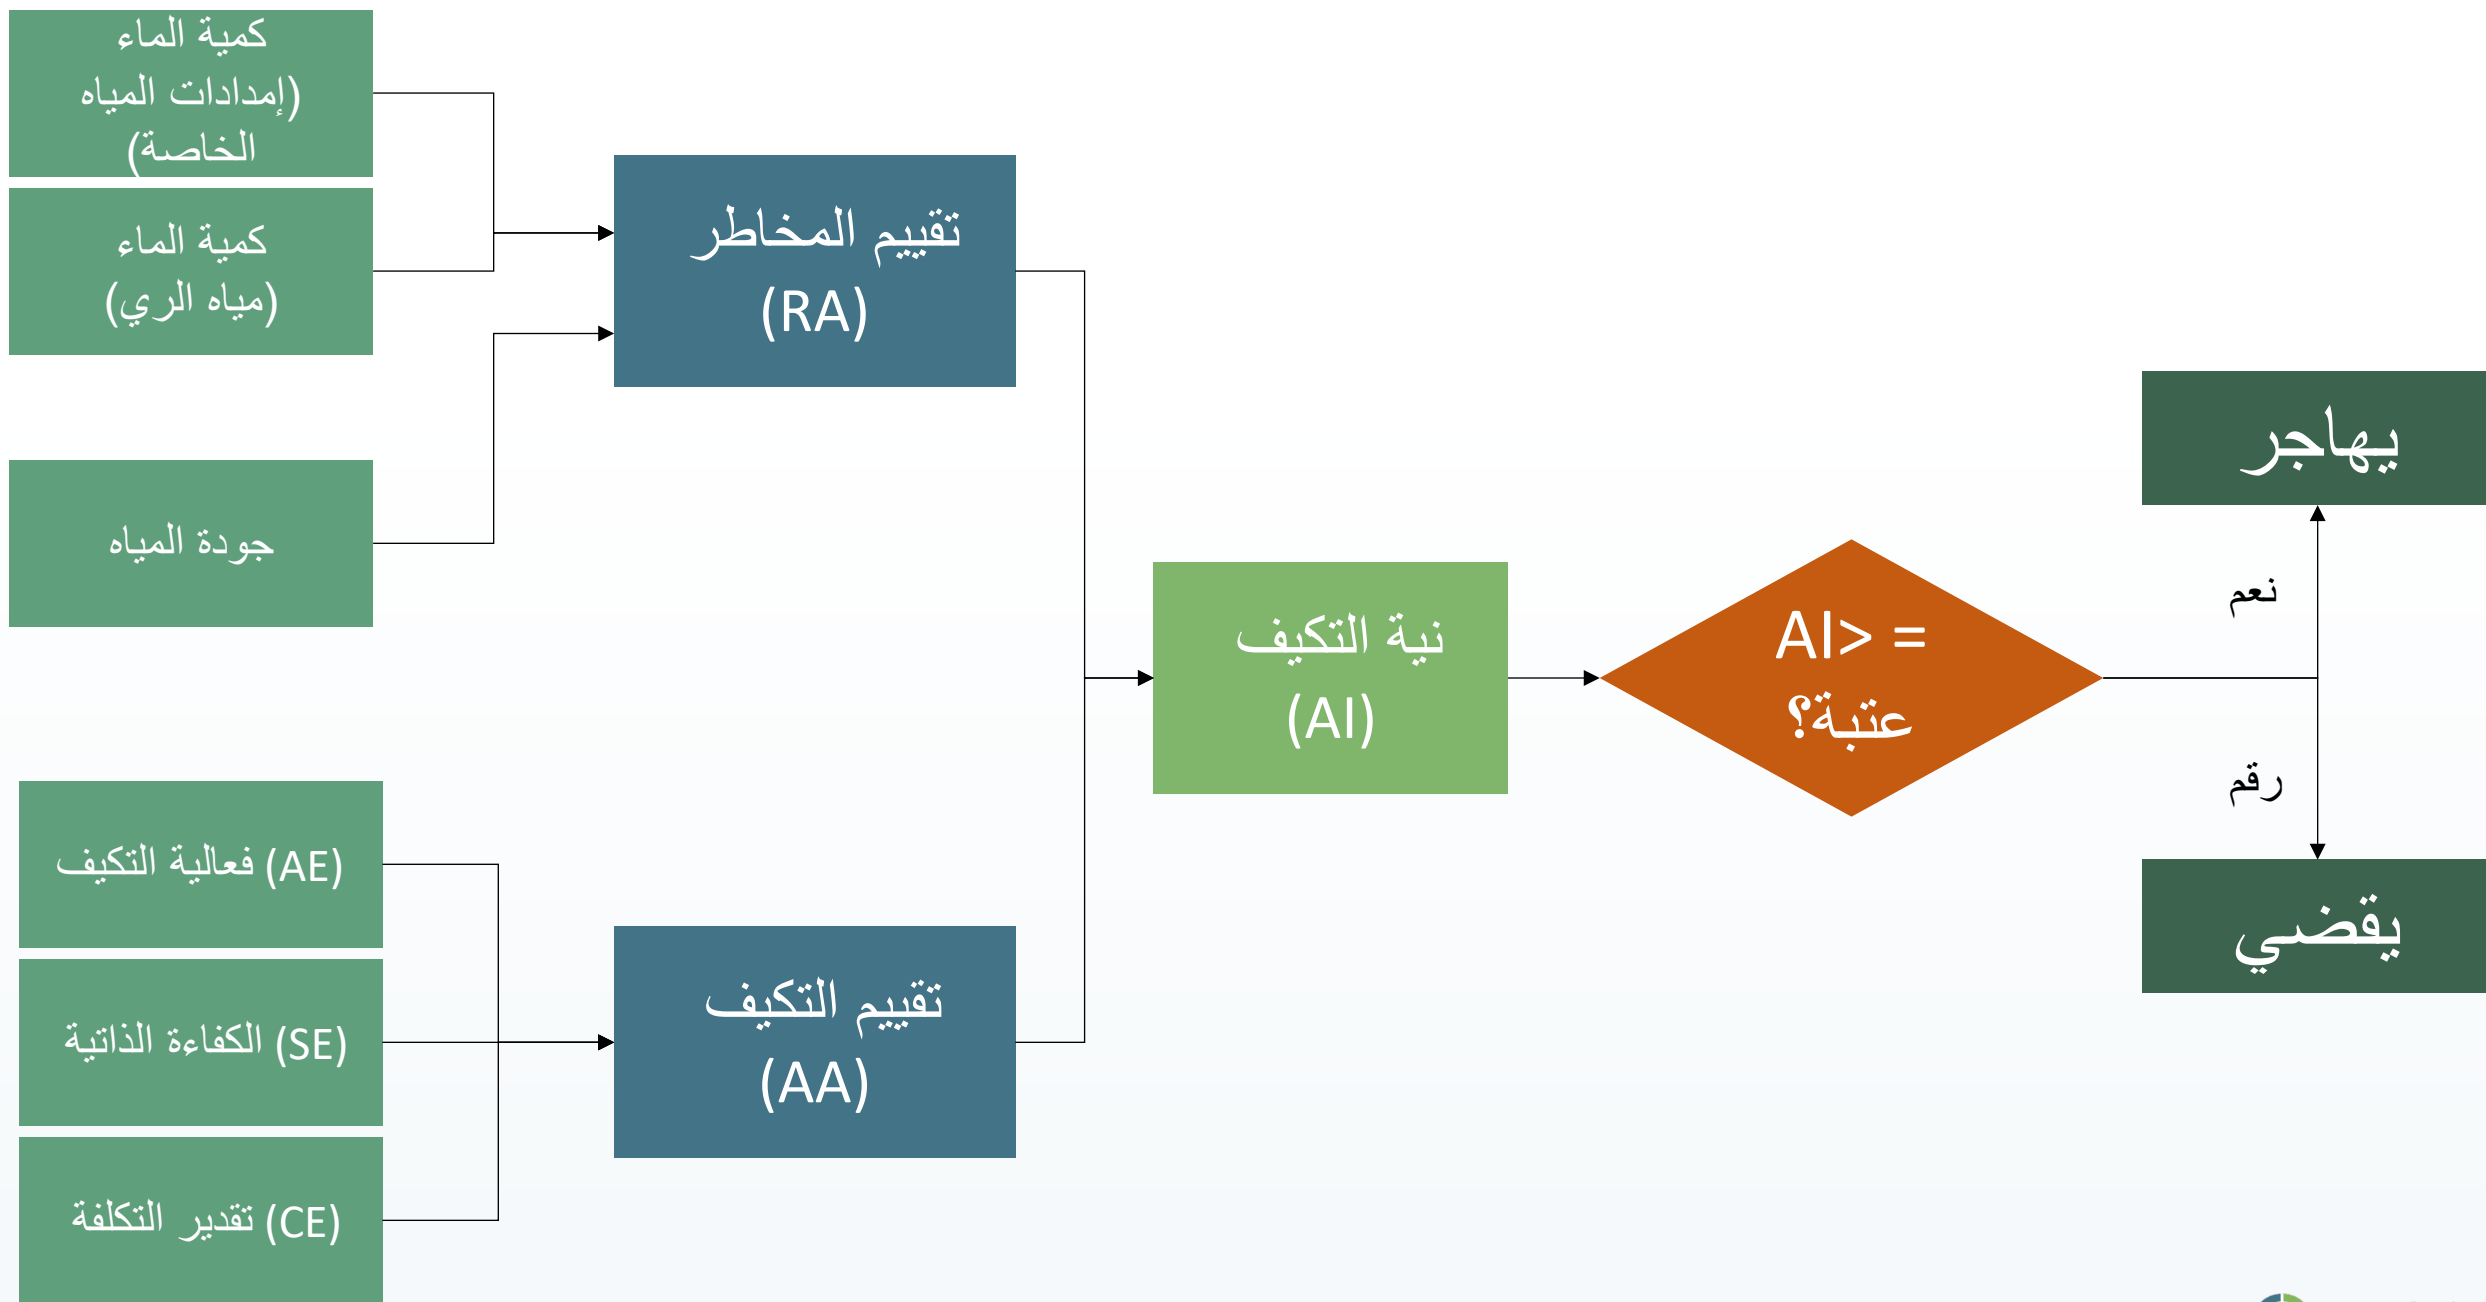 كمية الماء
(إمدادات المياه
الخاصة)
كمية الماء
(مياه الري)
جودة المياه
تقييم المخاطر
(RA)
فعالية التكيف (AE)
الكفاءة الذاتية (SE)
تقدير التكلفة (CE)
تقييم التكيف
(AA)
نية التكيف
(AI)
AI> =
عتبة؟
نعم
رقم
يهاجر
يقضي